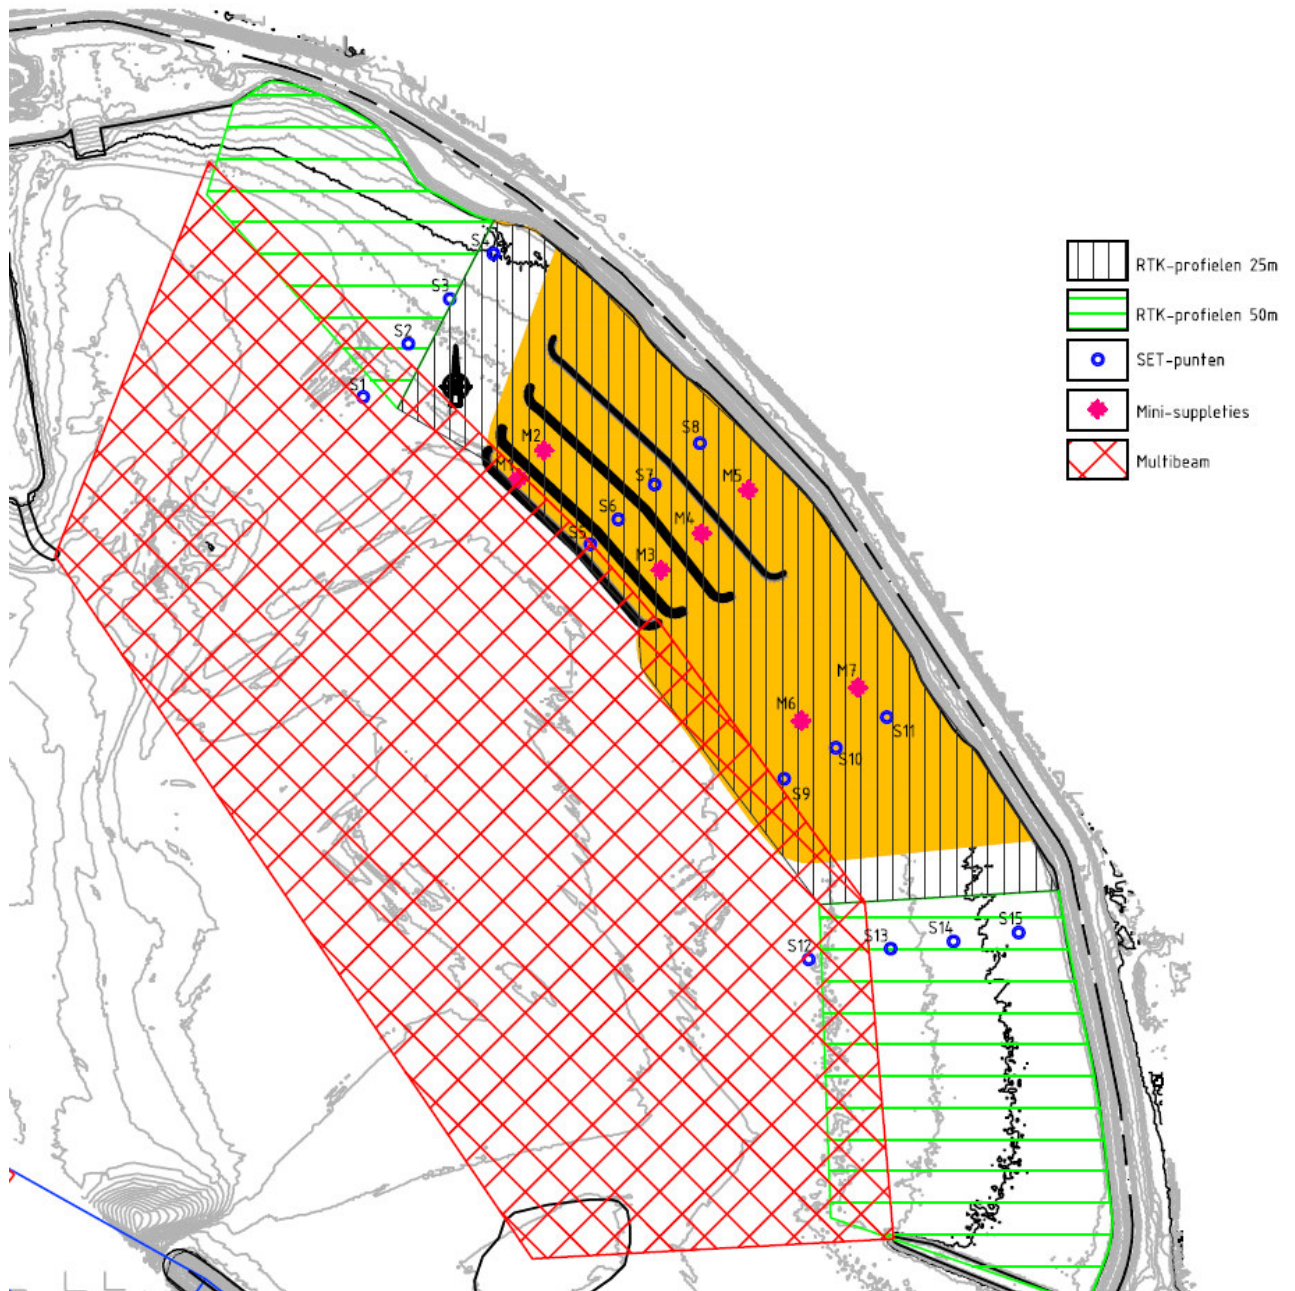 S4
RTK-profielen 25m
S3
RTK-profielen 50m
S2
SET-punten
S1
Mini-suppleties
S8
M2
Multibeam
M1
S7
M5
S6
M4
S5
M3
M7
M6
S11
S10
S9
S15
S14
S13
S12